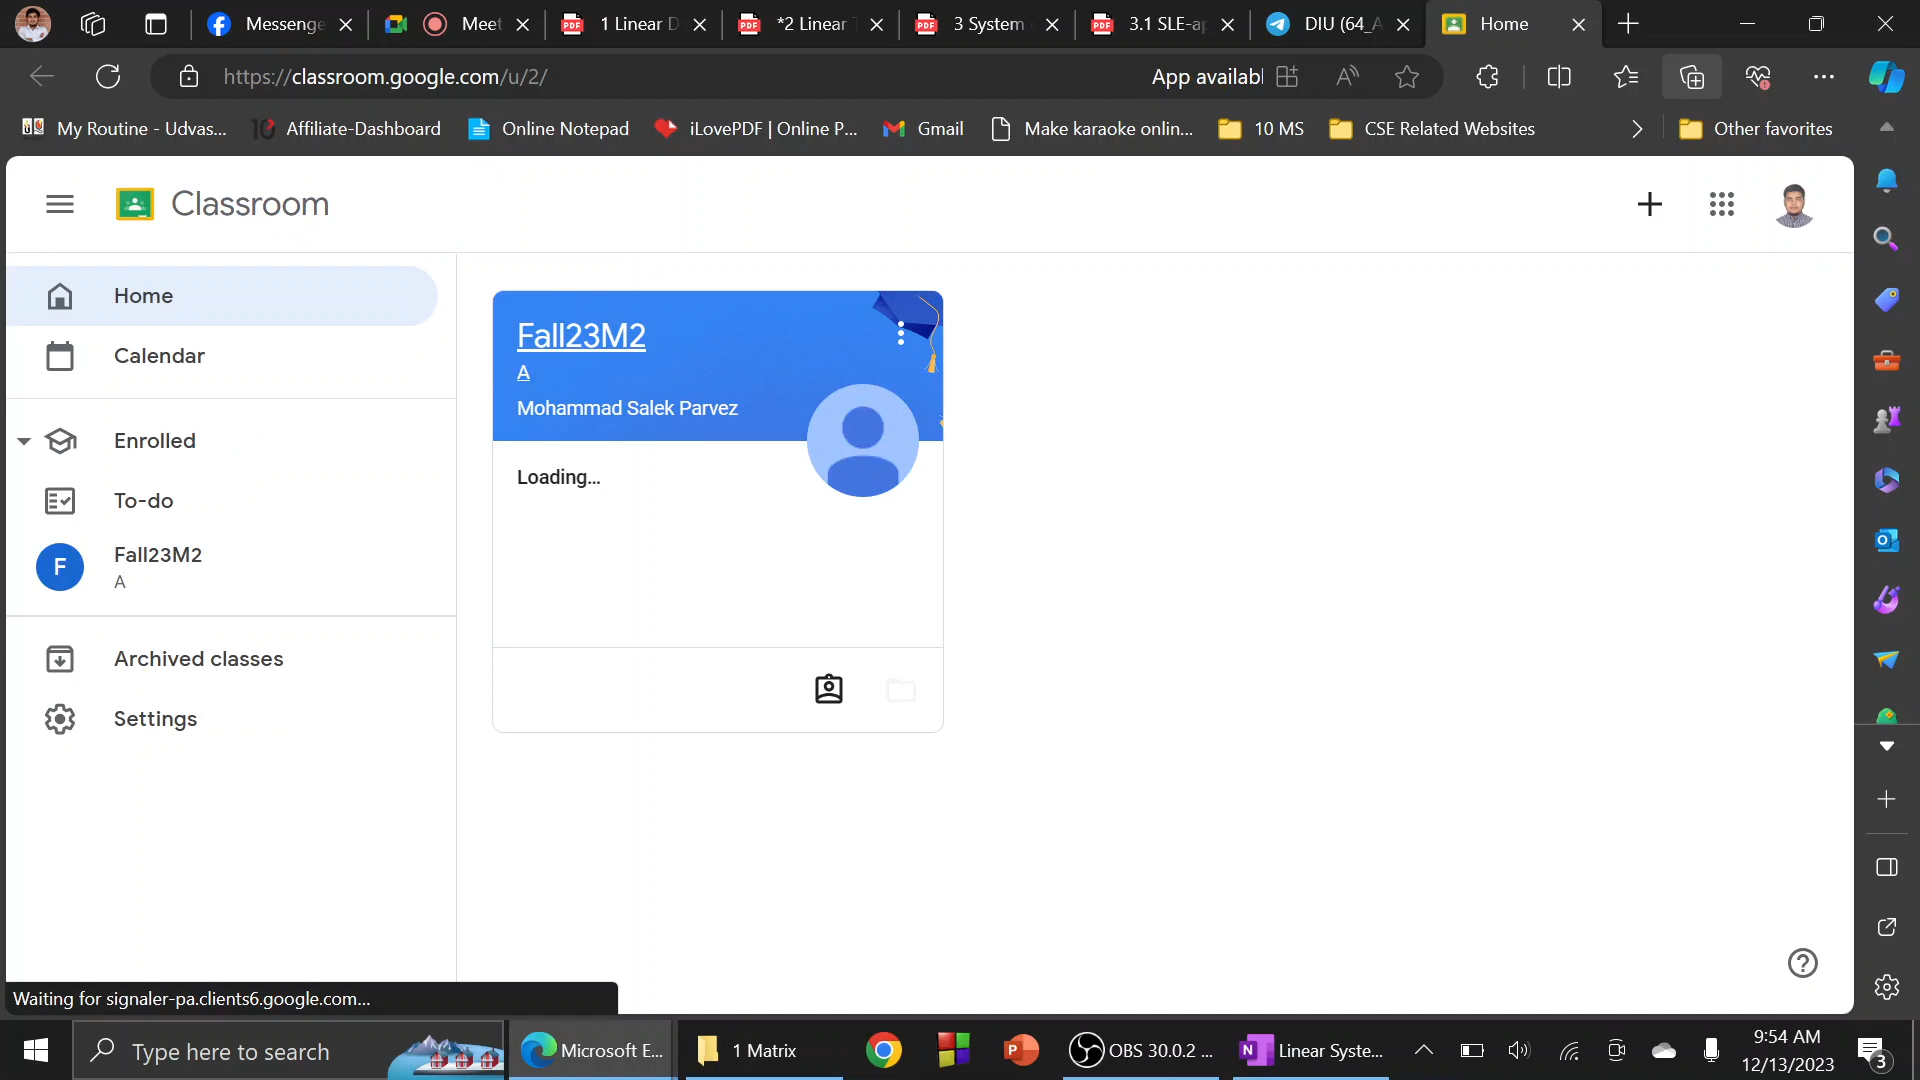 Messenge
Meet
1 Linear D
*2 Linear T
3 System
3.1 SLE-ap
DIU (64_A
Home
https://classroom.google.com/u/2/
App availabl
My Routine - Udvas...
Affiliate-Dashboard
Online Notepad
iLovePDF | Online P...
Gmail
Make karaoke onlin...
10 MS
CSE Related Websites
Other favorites
Classroom
Home
Calendar
Enrolled
To-do
F
Fall23M2
A
Archived classes
Settings
Fall23M2
A
Mohammad Salek Parvez
Loading...
Waiting for signaler-pa.clients6.google.com...
Type here to search
Microsoft E...
1 Matrix
OBS 30.0.2 ...
Linear Syste...
9:54 AM
12/13/2023
3